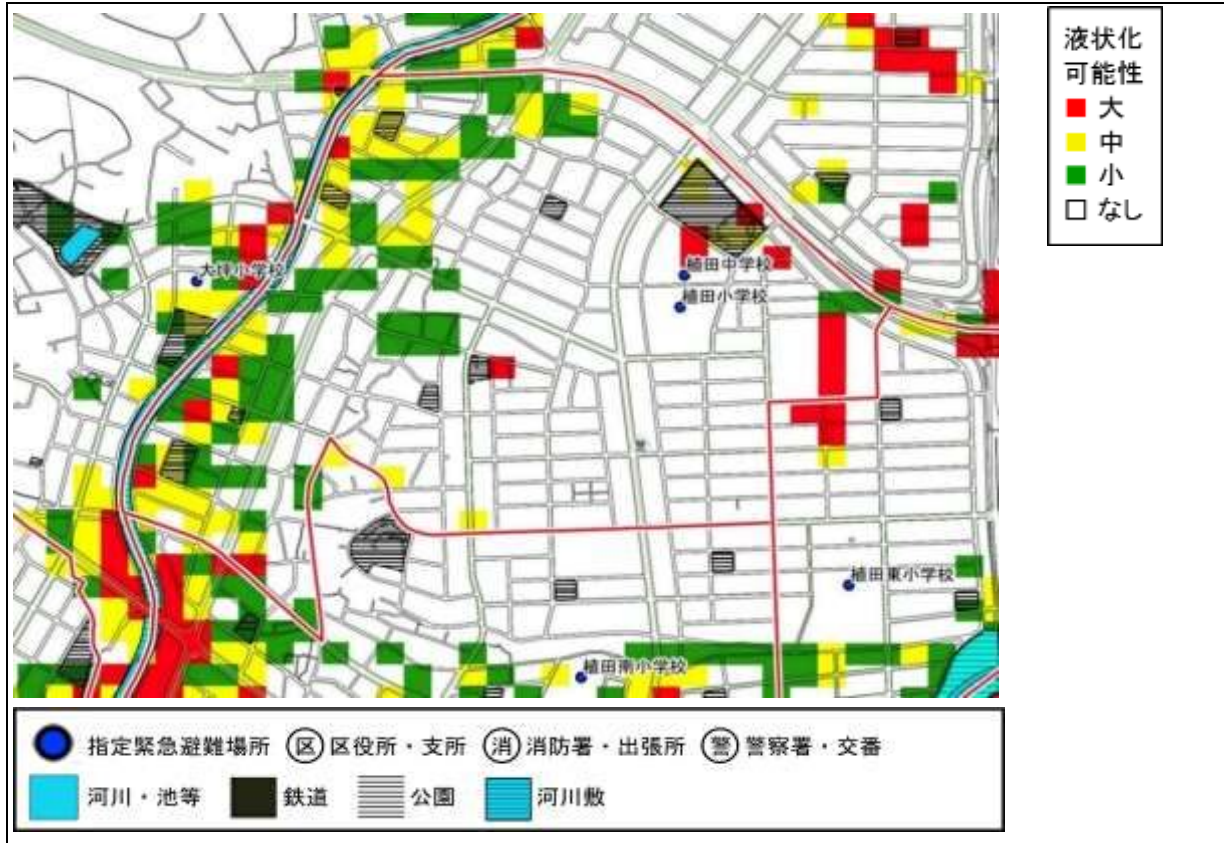 液状化
可能性
大
中
小
なし
大坪小学校
植田中学校
植田小学校
植田東小学校
植田南小学校
指定緊急避難場所 区 区役所・支所 消 消防署・出張所 警 警察署・交番
河川・池等 鉄道 公園 河川敷